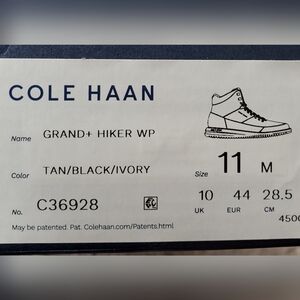 COLE HAAN
Name GRAND+ HIKER WP
Color TAN/BLACK/IVORY
Size 11 M
No. C36928
10 44 28.5
UK EUR CM
4500
May be patented. Pat. Colehaan.com/Patents.html